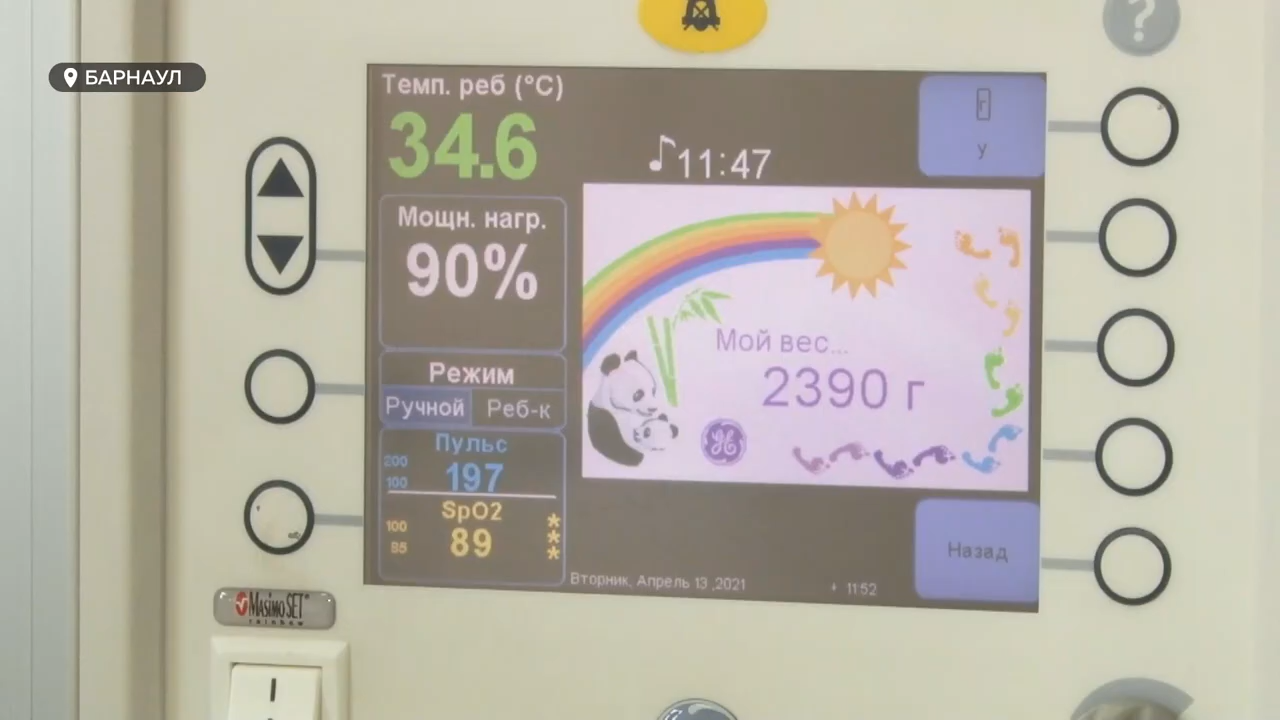 БАРНАУЛ
Темп. реб (°C)
34.6
11:47
Г
У
Мощн. нагр.
90%
Мой вес...
2390 г
Режим
Ручной Реб-к
Пульс
200
100
197
SpO2
100
85
89
***
Назад
Вторник, Апрель 13 ,2021
+ 11:52
Masimo SET
rainbow
?